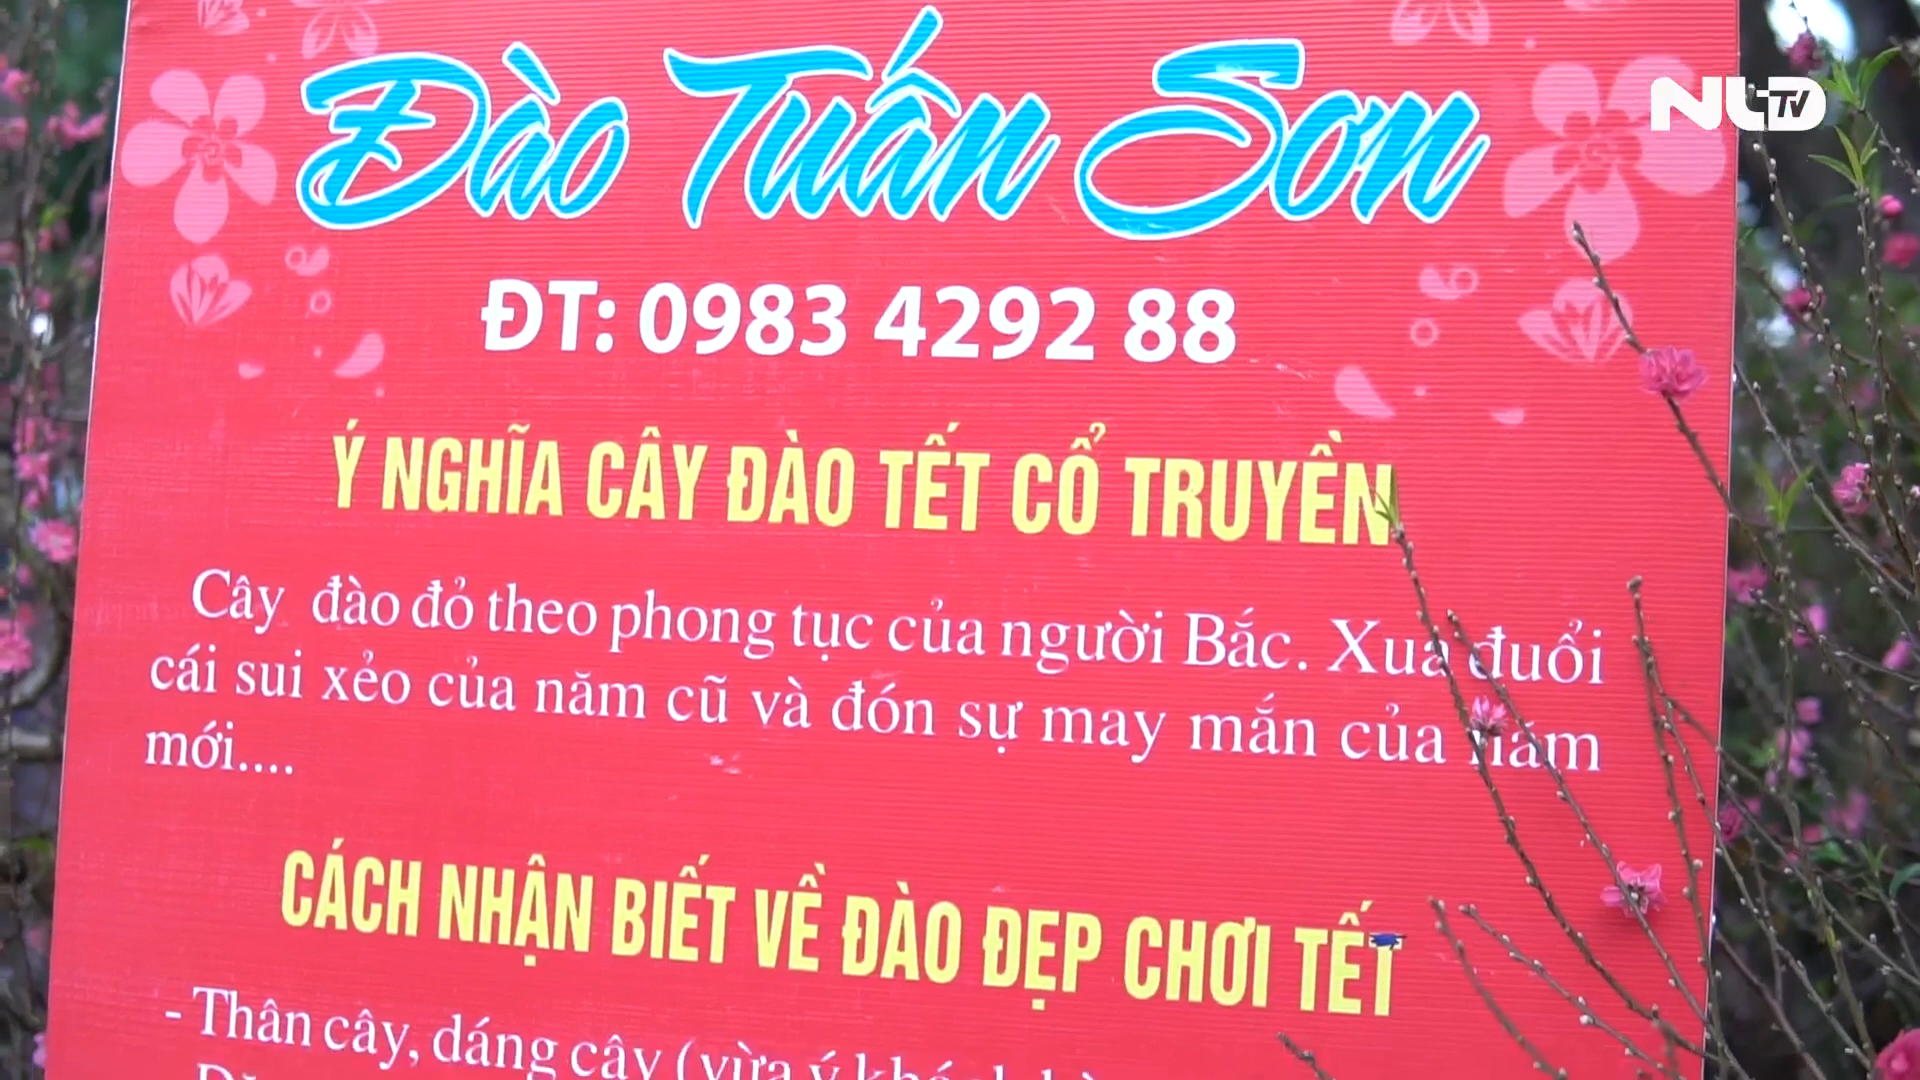 NLĐTV
Đào Tuấn Sơn
ĐT: 0983 4292 88
Ý NGHĨA CÂY ĐÀO TẾT CỔ TRUYỀN
Cây đào đỏ theo phong tục của người Bắc. Xua đuổi
cái sui xẻo của năm cũ và đón sự may mắn của năm
mới....
CÁCH NHẬN BIẾT VỀ ĐÀO ĐẸP CHƠI TẾT
- Thân cây, dáng cây (vừa ý